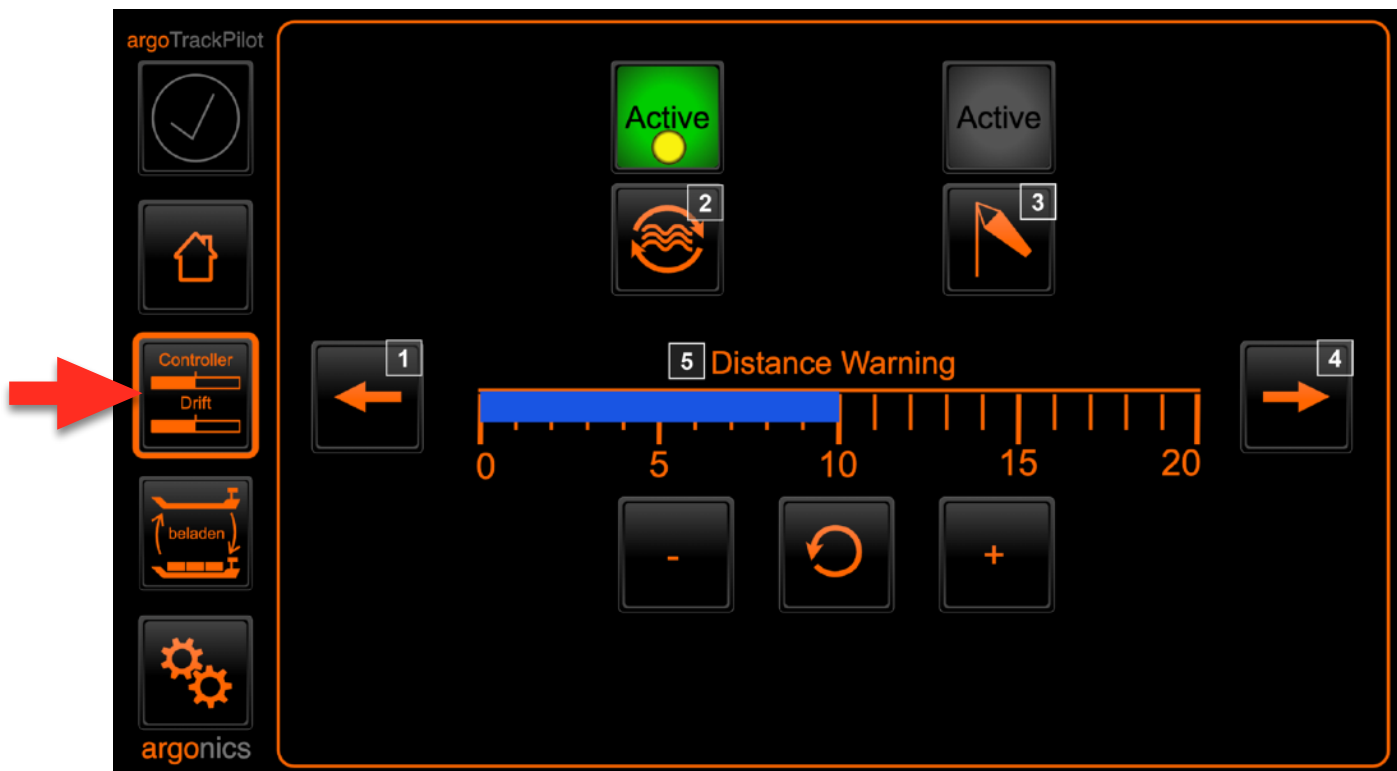 argoTrackPilot
Active
Active
2
3
Controller
Drift
1
5 Distance Warning
4
0 5 10 15 20
beladen
- +
argonics